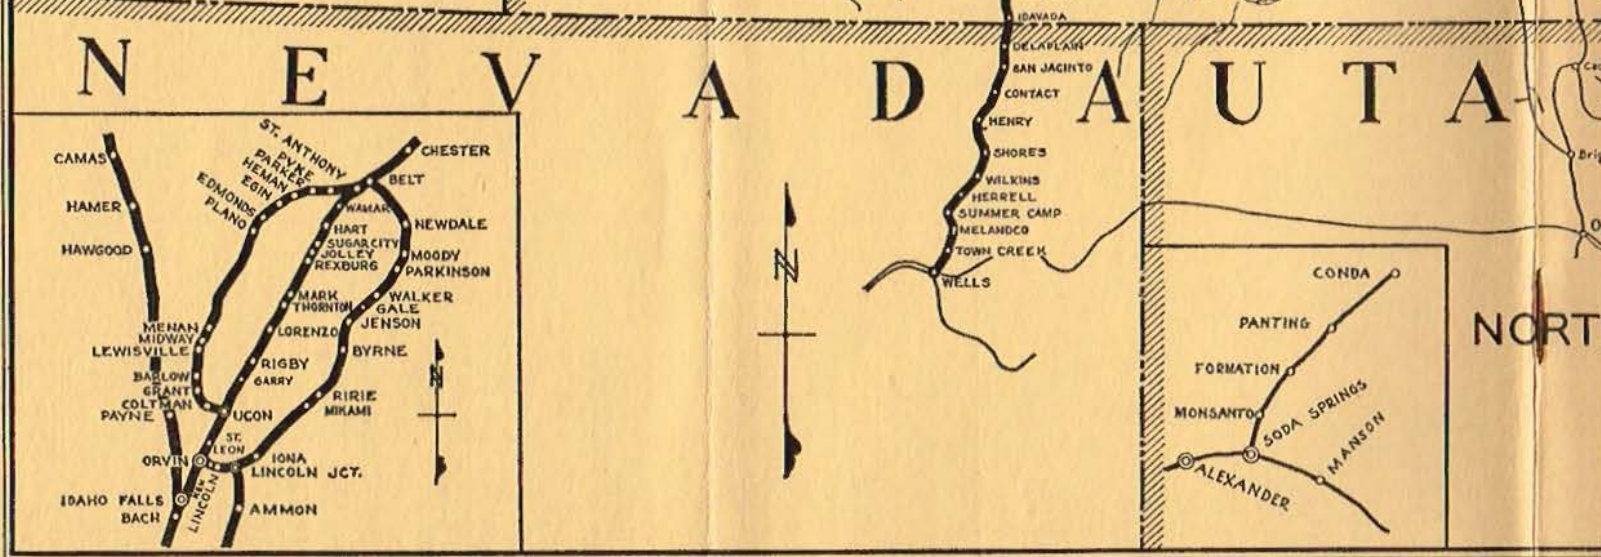 IDAVADA
DELAPLAIN
SAN JACINTO
CONTACT
HENRY
SHORES
WILKINS
HERRELL
SUMMER CAMP
MELANDCO
TOWN CREEK
WELLS
N E V A D A
UTA
ST. ANTHONY
PYKE
PARKER
HEMAN
EGIN
EDMONDS
PLANO
CAMAS
HAMER
HAWGOOD
CHESTER
BELT
WAMAR
NEWDALE
HART
SUGAR CITY
JOLLEY
REXBURG
MOODY
PARKINSON
MARK
THORNTON
WALKER
GALE
JENSON
LORENZO
BYRNE
MENAN
MIDWAY
LEWISVILLE
RIGBY
GARRY
BARLOW
GRANT
COLTMAN
PAYNE
UCON
RIRIE
MIKAMI
ST.
LEON
ORVIN
IONA
LINCOLN JCT.
LINCOLN
IDAHO FALLS
BACH
AMMON
N
N
CONDA
PANTING
FORMATION
MONSANTO
SODA SPRINGS
MANSON
ALEXANDER
NORT
Brig
O